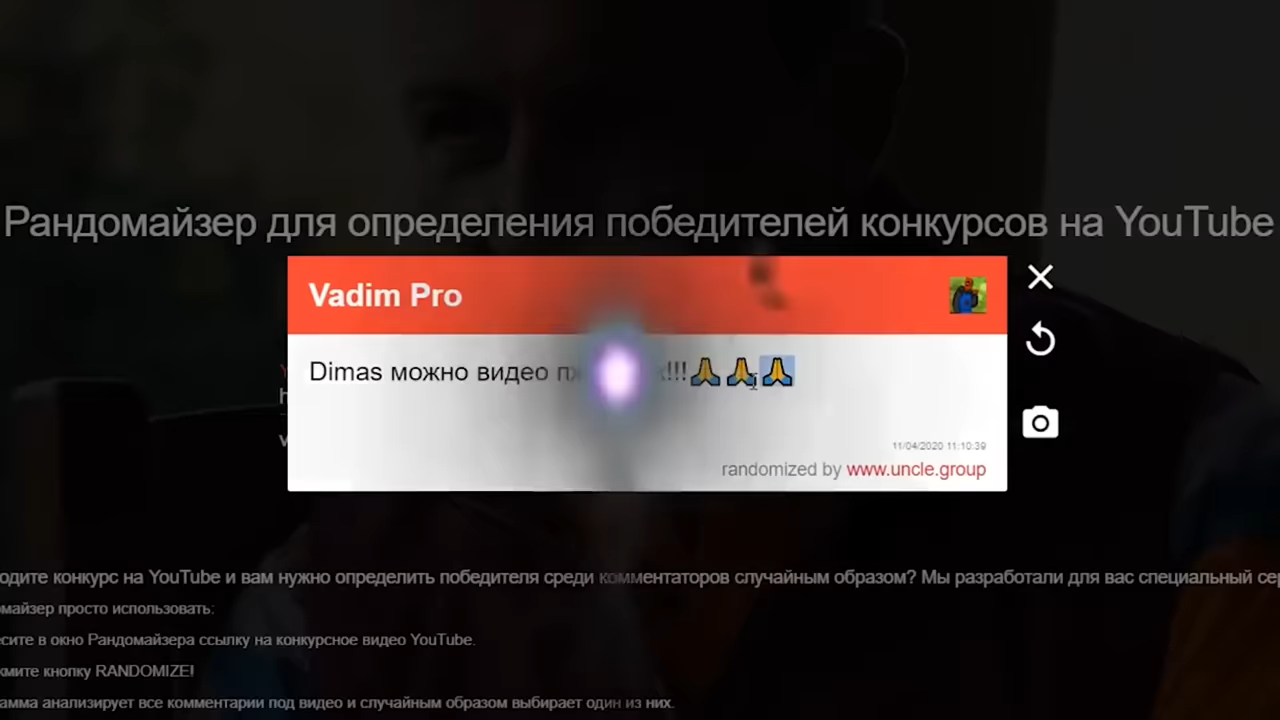 Рандомайзер для определения победителей конкурсов на YouTube
Vadim Pro
Dimas можно видео !!!🙏🙏🙏
11/04/2020 11:10:39
randomized by www.uncle.group
одите конкурс на YouTube и вам нужно определить победителя среди комментаторов случайным образом? Мы разработали для вас специальный сер
майзер просто использовать:
сите в окно Рандомайзера ссылку на конкурсное видео YouTube.
мите кнопку RANDOMIZE!
амма анализирует все комментарии под видео и случайным образом выбирает один из них.